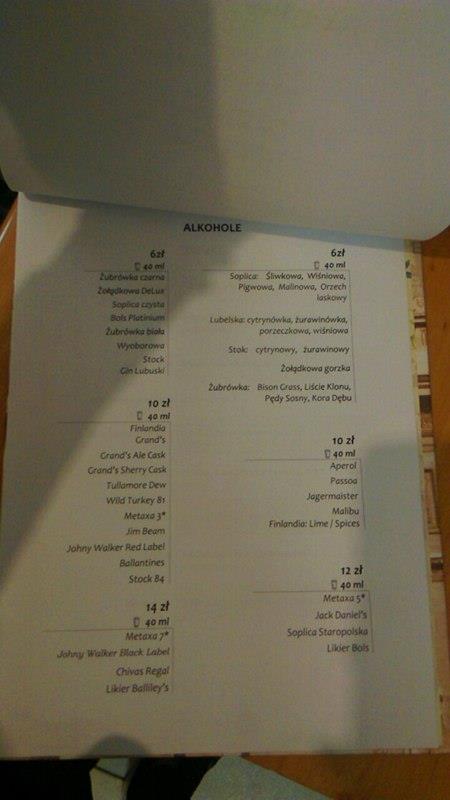 ALKOHOLE
6zł
40 ml
Żubrówka czarna
Żołądkowa DeLux
Soplica czysta
Bols Platinium
Żubrówka biała
Wyoborowa
Stock
Gin Lubuski
10 zł
40 ml
Finlandia
Grand's
Grand's Ale Cask
Grand's Sherry Cask
Tullamore Dew
Wild Turkey 81
Metaxa 3*
Jim Beam
Johny Walker Red Label
Ballantines
Stock 84
14 zł
40 ml
Metaxa 7*
Johny Walker Black Label
Chivas Regal
Likier Balliley's
6zł
40 ml
Soplica: Śliwkowa, Wiśniowa,
Pigwowa, Malinowa, Orzech
laskowy
Lubelska: cytrynówka, żurawinówka,
porzeczkowa, wiśniowa
Stok: cytrynowy, żurawinowy
Żołądkowa gorzka
Żubrówka: Bison Grass, Liście Klonu,
Pędy Sosny, Kora Dębu
10 zł
40 ml
Aperol
Passoa
Jagermaister
Malibu
Finlandia: Lime / Spices
12 zł
40 ml
Metaxa 5*
Jack Daniel's
Soplica Staropolska
Likier Bols